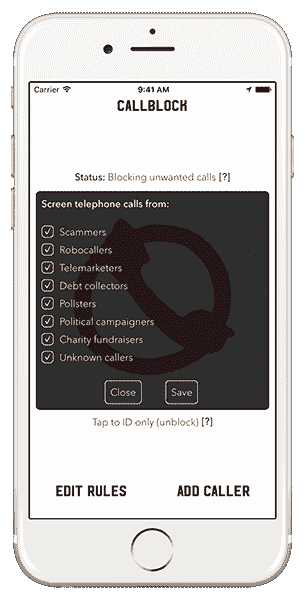 Carrier 9:41 AM
CALLBLOCK
Status: Blocking unwanted calls [?]
Screen telephone calls from:
Scammers
Robocallers
Telemarketers
Debt collectors
Pollsters
Political campaigners
Charity fundraisers
Unknown callers
Close Save
Tap to ID only (unblock) [?]
EDIT RULES ADD CALLER